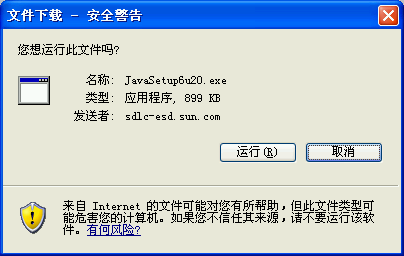 文件下载 - 安全警告
您想运行此文件吗?
名称: JavaSetup6u20.exe
类型: 应用程序, 899 KB
发送者: sdlc-esd.sun.com
运行(R) 取消
来自 Internet 的文件可能对您有所帮助,但此文件类型可
能危害您的计算机。如果您不信任其来源,请不要运行该软
件。有何风险?